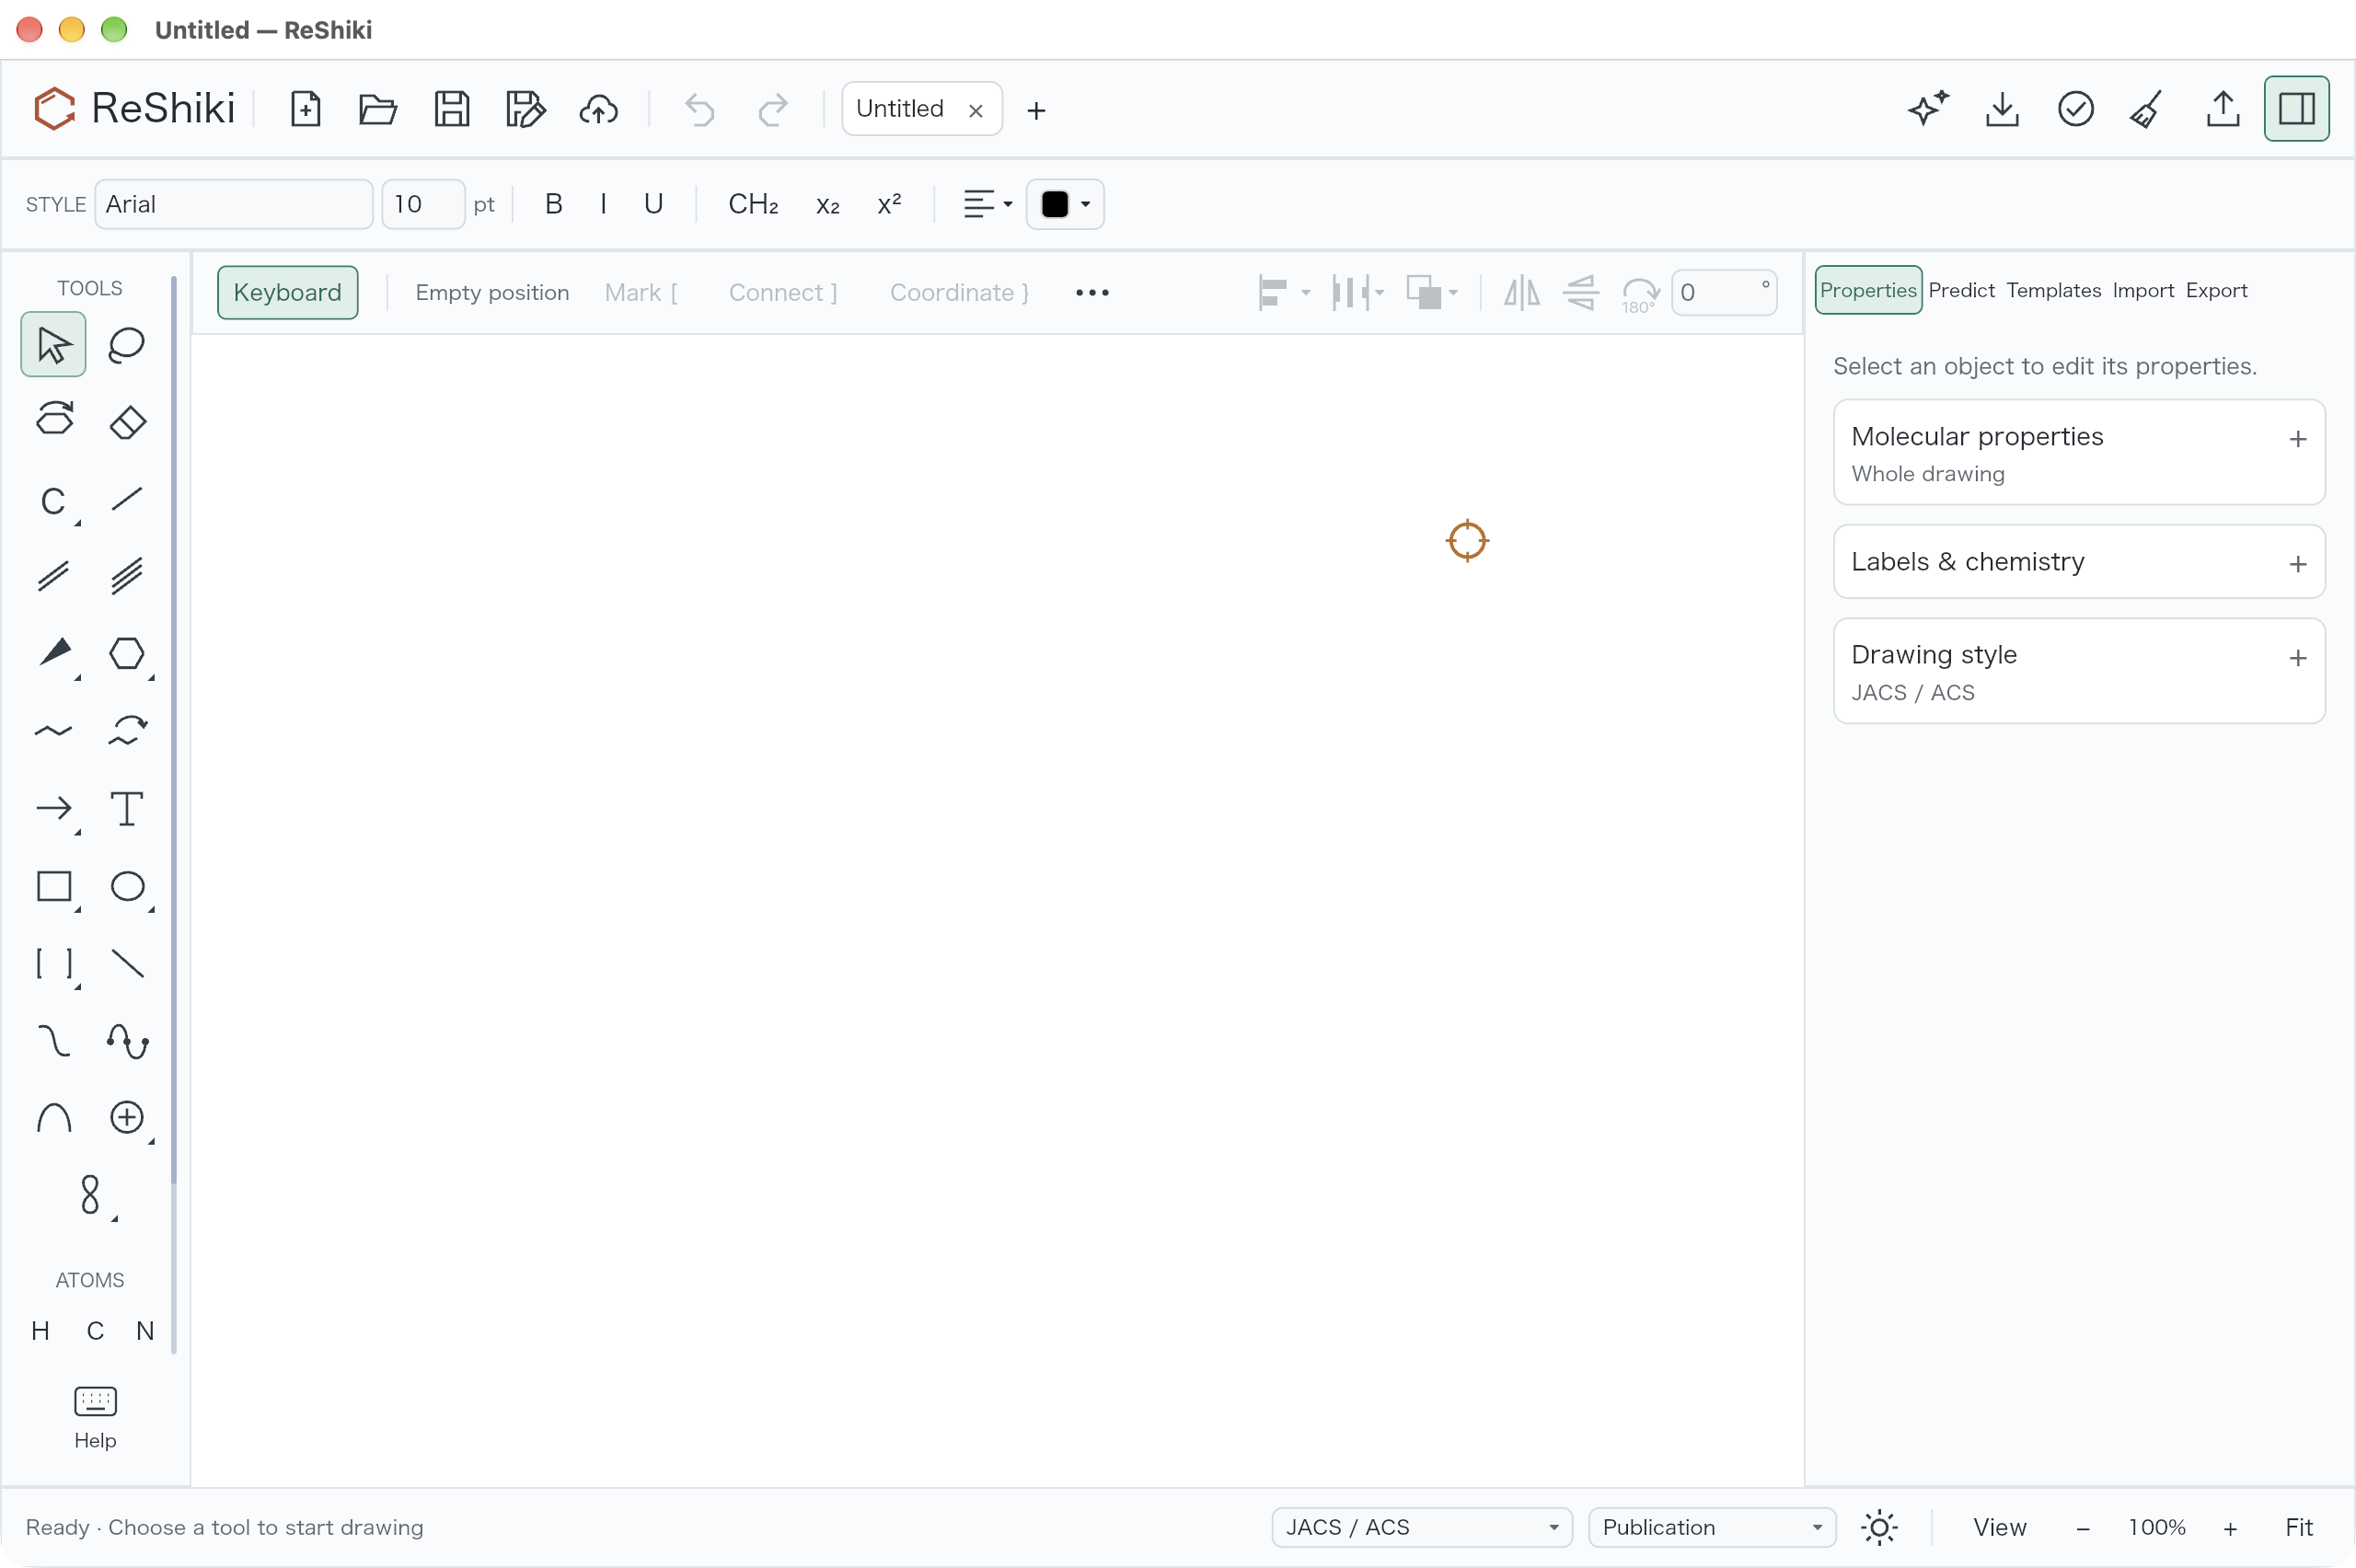 Untitled — ReShiki
ReShiki
Untitled × +
STYLE Arial 10 pt B I U CH₂ x₂ x²
TOOLS
Keyboard Empty position Mark [ Connect ] Coordinate } ••• 180° 0 °
Properties Predict Templates Import Export
Select an object to edit its properties.
Molecular properties +
Whole drawing
Labels & chemistry +
Drawing style +
JACS / ACS
C
T
[ ]
ATOMS
H C N
Help
Ready · Choose a tool to start drawing
JACS / ACS Publication View − 100% + Fit